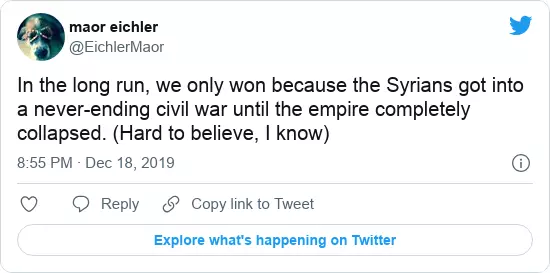 maor eichler
@EichlerMaor
In the long run, we only won because the Syrians got into
a never-ending civil war until the empire completely
collapsed. (Hard to believe, I know)
8:55 PM · Dec 18, 2019
Reply
Copy link to Tweet
Explore what's happening on Twitter